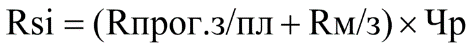 Rsi = (Rпрог.з/пл + Rм/з) × Чр